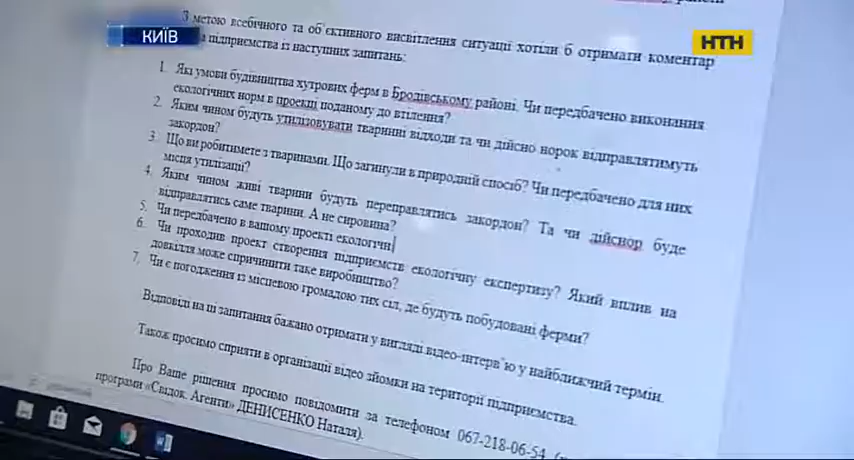 КИЇВ
НТН
З метою всебічного та об'єктивного висвітлення ситуації хотіли б отримати коментар
підприємства із наступних запитань:
1. Які умови будівництва хутрових ферм в Бродівському районі. Чи передбачено виконання
екологічних норм в проекці поданому до втілення?
2. Яким чином будуть утилізовувати тваринні відходи та чи дійсно норок відправлятимуть
закордон?
3. Що ви робитимете з тваринами. Що загинули в природній спосіб? Чи передбачено для них
місця утилізації?
4. Яким чином живі тварини будуть переправлятись закордон? Та чи дійснор буде
відправлятись саме тварини. А не сировина?
5. Чи передбачено в вашому проекті екологічн
6. Чи проходив проект створення підприємств екологічну експертизу? Який вплив на
довкілля може спричинити таке виробництво?
7. Чи є погодження із місцевою громадою тих сіл, де будуть побудовані ферми?
Відповіді на ці запитання бажано отримати у вигляді відео-інтерв'ю у найближчий термін.
Також просимо сприяти в організації відео зйомки на території підприємства.
Про Ваше рішення просимо повідомити за телефоном 067-218-06-54
програми «Свідок. Агенти» ДЕНИСЕНКО Наталя).